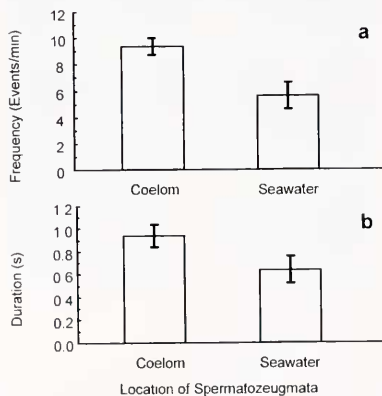 a
Frequency (Events/min)
12
10
8
6
4
2
0
Coelom Seawater
b
Duration (s)
1 2
1 0
0 8
0 6
0 4
0 2
0 0
Coelom Seawater
Location of Spermatozeugmata